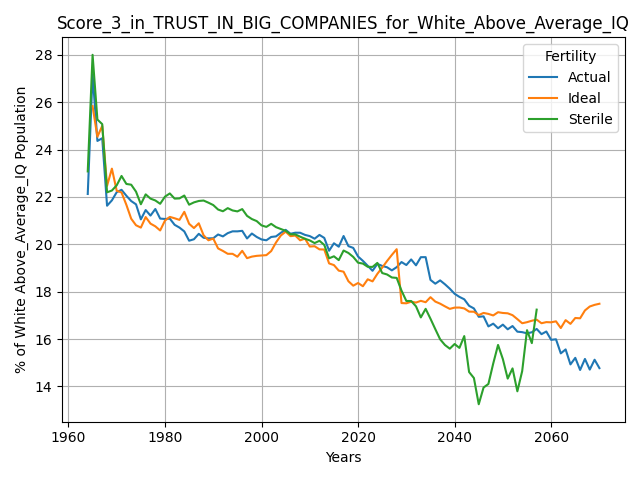 Score_3_in_TRUST_IN_BIG_COMPANIES_for_White_Above_Average_IQ
Fertility
Actual
Ideal
Sterile
% of White Above_Average_IQ Population
28
26
24
22
20
18
16
14
1960
1980
2000
2020
2040
2060
Years